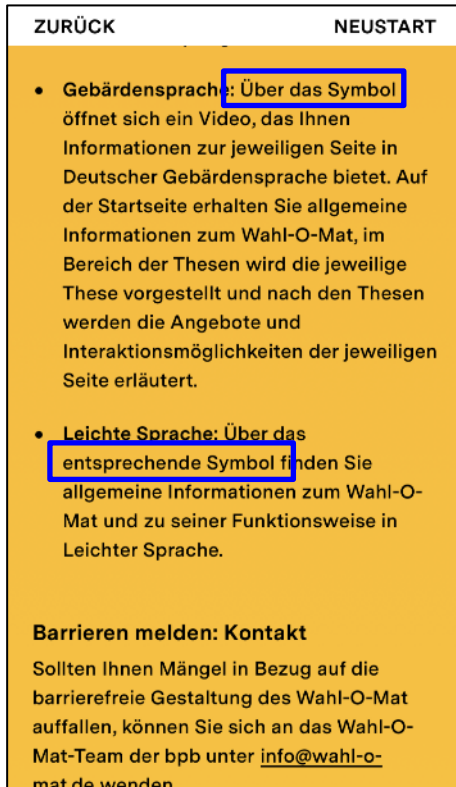 ZURÜCK NEUSTART
• Gebärdensprache: Über das Symbol
öffnet sich ein Video, das Ihnen
Informationen zur jeweiligen Seite in
Deutscher Gebärdensprache bietet. Auf
der Startseite erhalten Sie allgemeine
Informationen zum Wahl-O-Mat, im
Bereich der Thesen wird die jeweilige
These vorgestellt und nach den Thesen
werden die Angebote und
Interaktionsmöglichkeiten der jeweiligen
Seite erläutert.
• Leichte Sprache: Über das
entsprechende Symbol finden Sie
allgemeine Informationen zum Wahl-O-
Mat und zu seiner Funktionsweise in
Leichter Sprache.
Barrieren melden: Kontakt
Sollten Ihnen Mängel in Bezug auf die
barrierefreie Gestaltung des Wahl-O-Mat
auffallen, können Sie sich an das Wahl-O-
Mat-Team der bpb unter info@wahl-o-
mat.de wenden